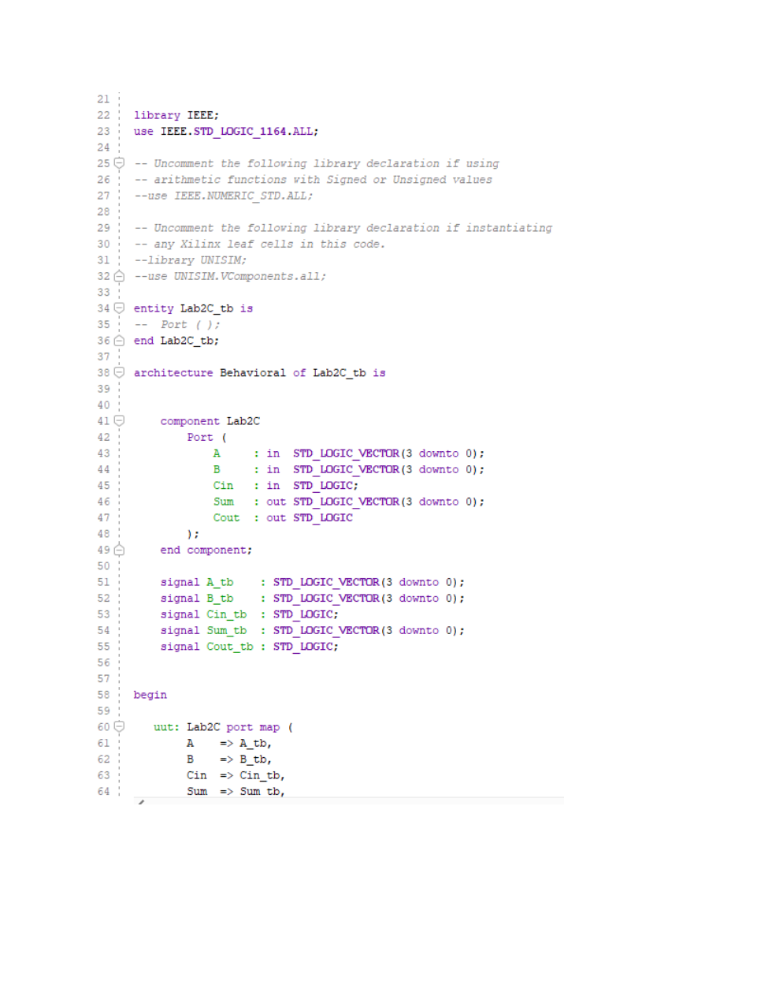 21
22 library IEEE;
23 use IEEE.STD_LOGIC_1164.ALL;
24
25 -- Uncomment the following library declaration if using
26 -- arithmetic functions with Signed or Unsigned values
27 --use IEEE.NUMERIC_STD.ALL;
28
29 -- Uncomment the following library declaration if instantiating
30 -- any Xilinx leaf cells in this code.
31 --library UNISIM;
32 --use UNISIM.VComponents.all;
33
34 entity Lab2C_tb is
35 --  Port ( );
36 end Lab2C_tb;
37
38 architecture Behavioral of Lab2C_tb is
39
40
41     component Lab2C
42         Port (
43             A     : in  STD_LOGIC_VECTOR(3 downto 0);
44             B     : in  STD_LOGIC_VECTOR(3 downto 0);
45             Cin   : in  STD_LOGIC;
46             Sum   : out STD_LOGIC_VECTOR(3 downto 0);
47             Cout  : out STD_LOGIC
48         );
49     end component;
50
51     signal A_tb    : STD_LOGIC_VECTOR(3 downto 0);
52     signal B_tb    : STD_LOGIC_VECTOR(3 downto 0);
53     signal Cin_tb  : STD_LOGIC;
54     signal Sum_tb  : STD_LOGIC_VECTOR(3 downto 0);
55     signal Cout_tb : STD_LOGIC;
56
57
58 begin
59
60    uut: Lab2C port map (
61         A    => A_tb,
62         B    => B_tb,
63         Cin  => Cin_tb,
64         Sum  => Sum_tb,